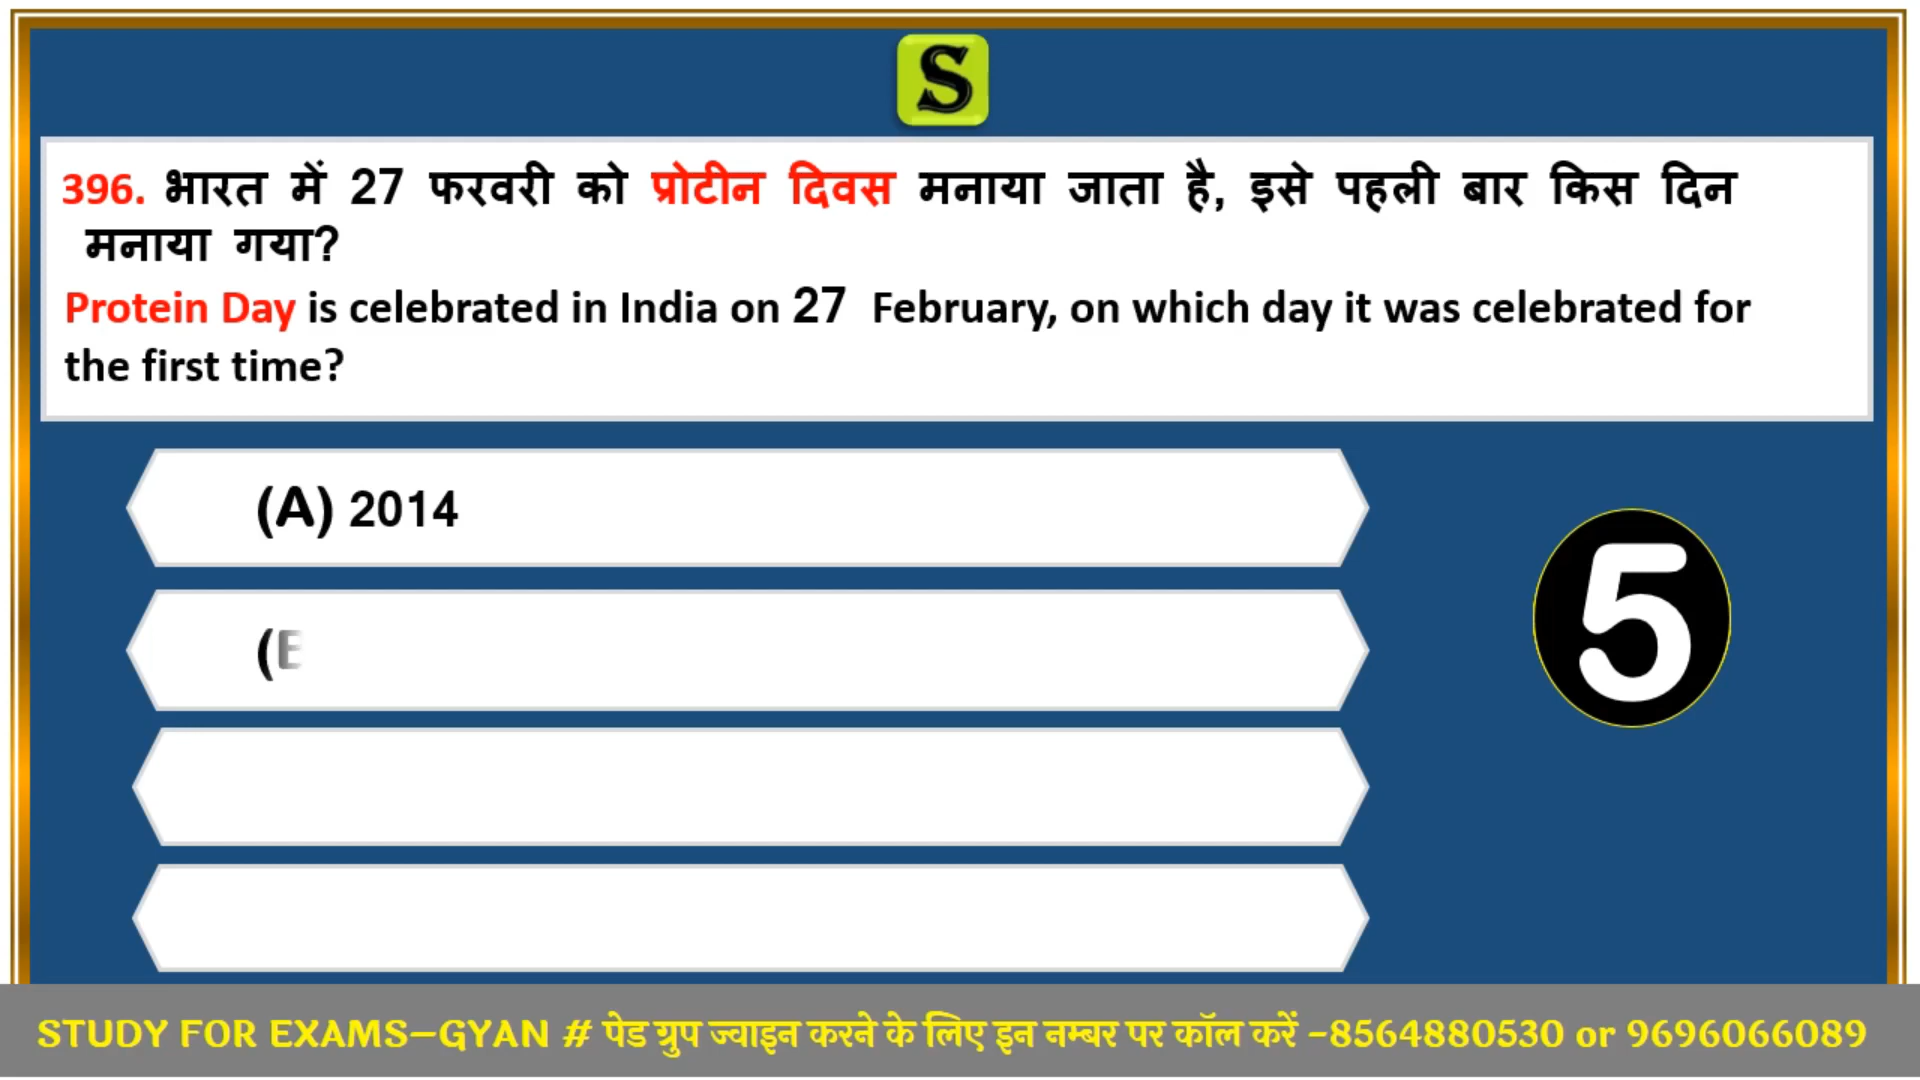 S
396. भारत में 27 फरवरी को प्रोटीन दिवस मनाया जाता है, इसे पहली बार किस दिन
मनाया गया?
Protein Day is celebrated in India on 27 February, on which day it was celebrated for
the first time?
(A) 2014
5
(
STUDY FOR EXAMS-GYAN # पेड ग्रुप ज्वाइन करने के लिए इन नम्बर पर कॉल करें -8564880530 or 9696066089